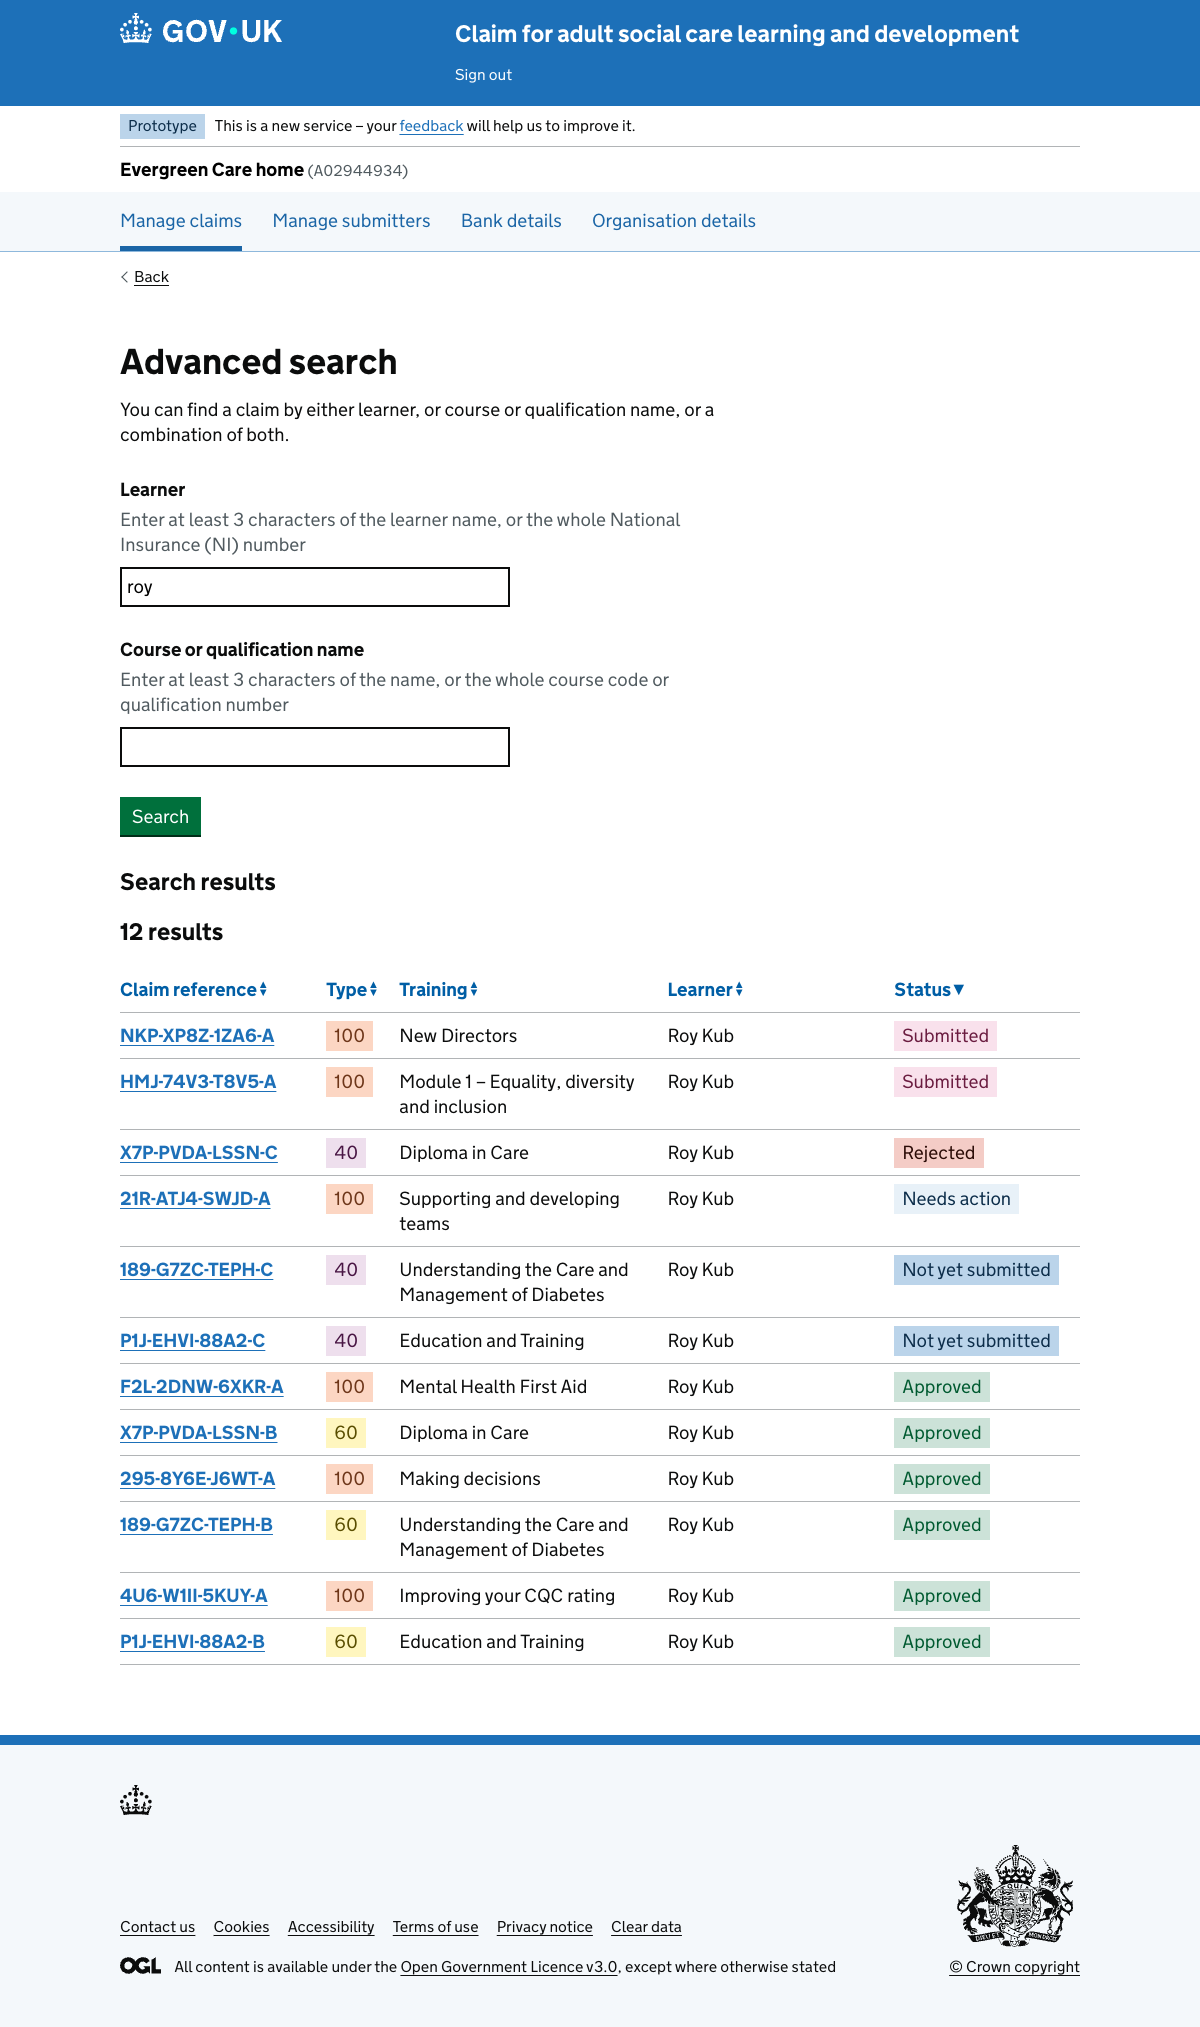 GOV·UK
Claim for adult social care learning and development
Sign out
Prototype This is a new service – your feedback will help us to improve it.
Evergreen Care home (A02944934)
Manage claims Manage submitters Bank details Organisation details
Back
Advanced search
You can find a claim by either learner, or course or qualification name, or a
combination of both.
Learner
Enter at least 3 characters of the learner name, or the whole National
Insurance (NI) number
roy
Course or qualification name
Enter at least 3 characters of the name, or the whole course code or
qualification number
Search
Search results
12 results
Claim reference Type Training Learner Status
NKP-XP8Z-1ZA6-A 100 New Directors Roy Kub Submitted
HMJ-74V3-T8V5-A 100 Module 1 – Equality, diversity Roy Kub Submitted
and inclusion
X7P-PVDA-LSSN-C 40 Diploma in Care Roy Kub Rejected
21R-ATJ4-SWJD-A 100 Supporting and developing Roy Kub Needs action
teams
189-G7ZC-TEPH-C 40 Understanding the Care and Roy Kub Not yet submitted
Management of Diabetes
P1J-EHVI-88A2-C 40 Education and Training Roy Kub Not yet submitted
F2L-2DNW-6XKR-A 100 Mental Health First Aid Roy Kub Approved
X7P-PVDA-LSSN-B 60 Diploma in Care Roy Kub Approved
295-8Y6E-J6WT-A 100 Making decisions Roy Kub Approved
189-G7ZC-TEPH-B 60 Understanding the Care and Roy Kub Approved
Management of Diabetes
4U6-W1II-5KUY-A 100 Improving your CQC rating Roy Kub Approved
P1J-EHVI-88A2-B 60 Education and Training Roy Kub Approved
Contact us Cookies Accessibility Terms of use Privacy notice Clear data
OGL All content is available under the Open Government Licence v3.0, except where otherwise stated
© Crown copyright